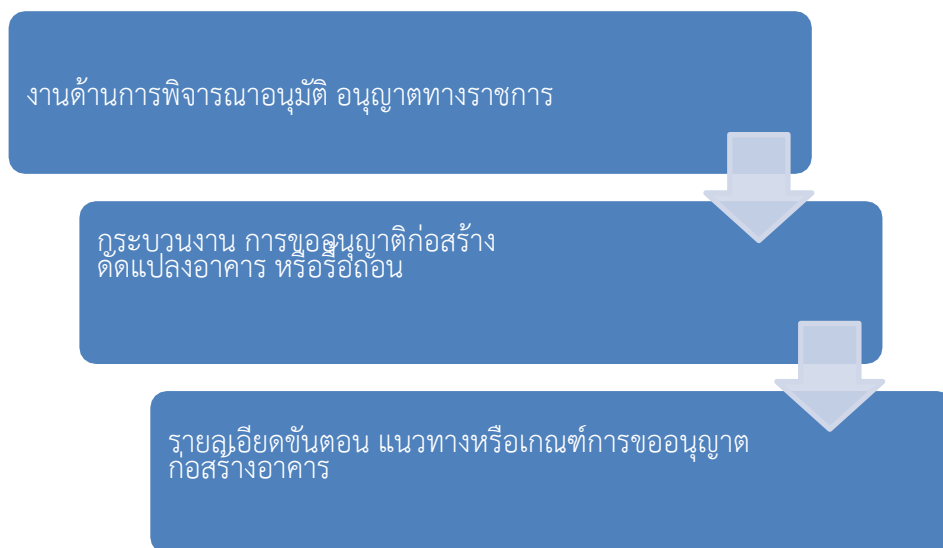 งานด้านการพิจารณาอนุมัติ อนุญาตทางราชการ
กระบวนงาน การขออนุญาติก่อสร้าง
ดัดแปลงอาคาร หรือรื้อถอน
รายละเอียดขั้นตอน แนวทางหรือเกณฑ์การขออนุญาต
ก่อสร้างอาคาร